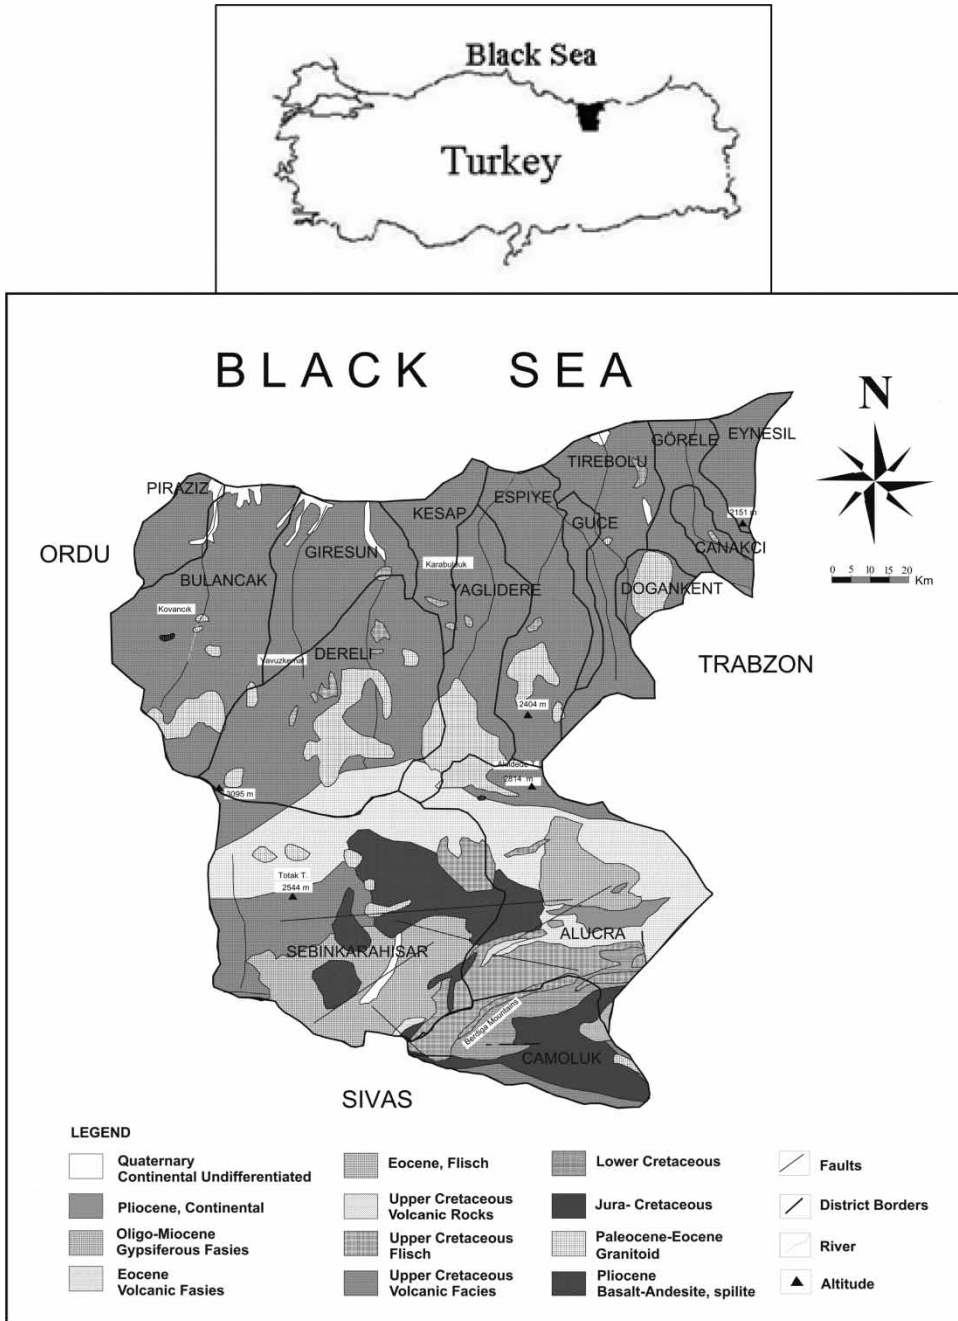 Black Sea
Turkey
BLACK SEA
N
0 5 10 15 20 Km
EYNESIL
GÖRELE
TIREBOLU
PIRAZIZ
ESPIYE
KESAP
GUCE
2151 m
ÇANAKCI
ORDU
GIRESUN
Karabulduk
BULANCAK
YAGLIDERE
DOGANKENT
Kovancık
DERELI
Yavuzkemal
TRABZON
2404 m
2814 m
3095 m
Totak T.
2544 m
ALUCRA
SEBINKARAHISAR
Berdiga Mountains
CAMOLUK
SIVAS
LEGEND
Quaternary
Continental Undifferentiated
Pliocene, Continental
Oligo-Miocene
Gypsiferous Fasies
Eocene
Volcanic Fasies
Eocene, Flisch
Upper Cretaceous
Volcanic Rocks
Upper Cretaceous
Flisch
Upper Cretaceous
Volcanic Facies
Lower Cretaceous
Jura- Cretaceous
Paleocene-Eocene
Granitoid
Pliocene
Basalt-Andesite, spilite
Faults
District Borders
River
Altitude